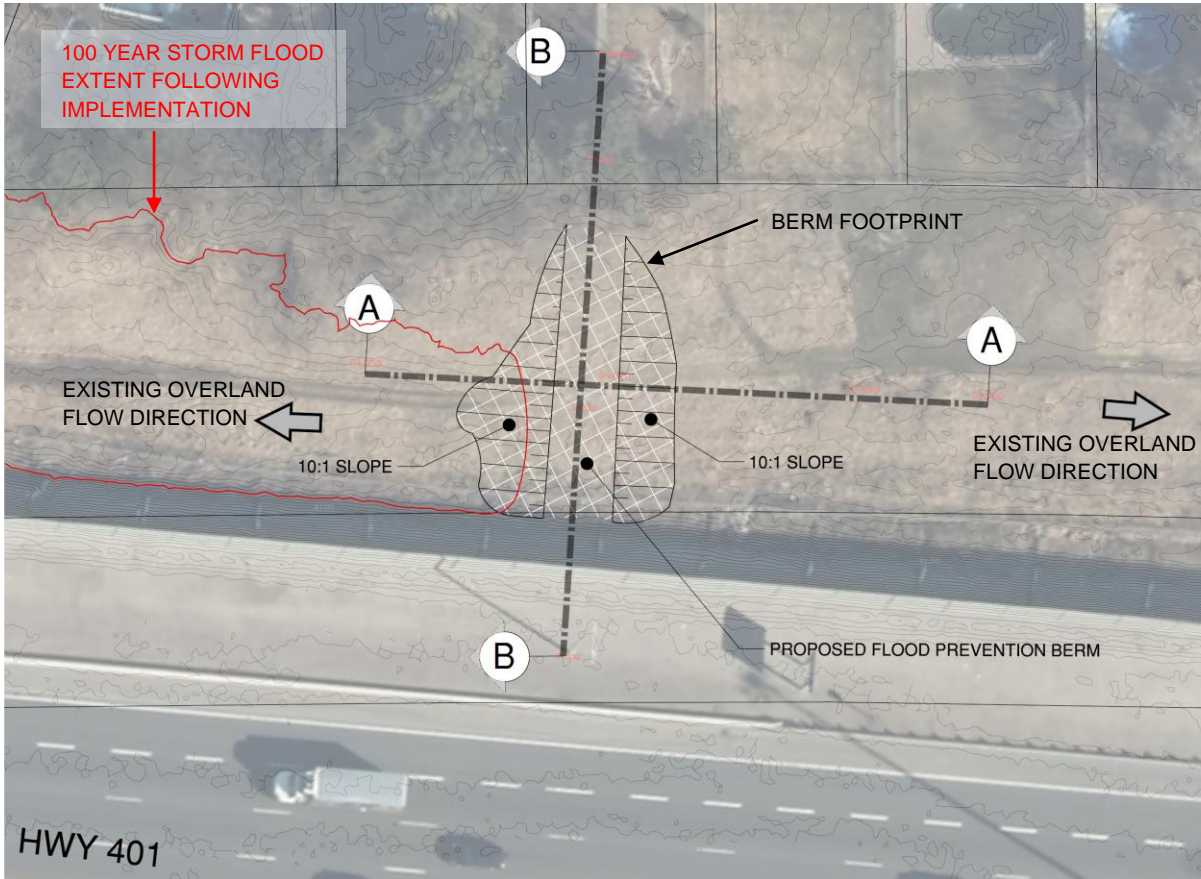 100 YEAR STORM FLOOD
EXTENT FOLLOWING
IMPLEMENTATION
B
BERM FOOTPRINT
A
A
EXISTING OVERLAND
FLOW DIRECTION
10:1 SLOPE
10:1 SLOPE
EXISTING OVERLAND
FLOW DIRECTION
B
PROPOSED FLOOD PREVENTION BERM
HWY 401